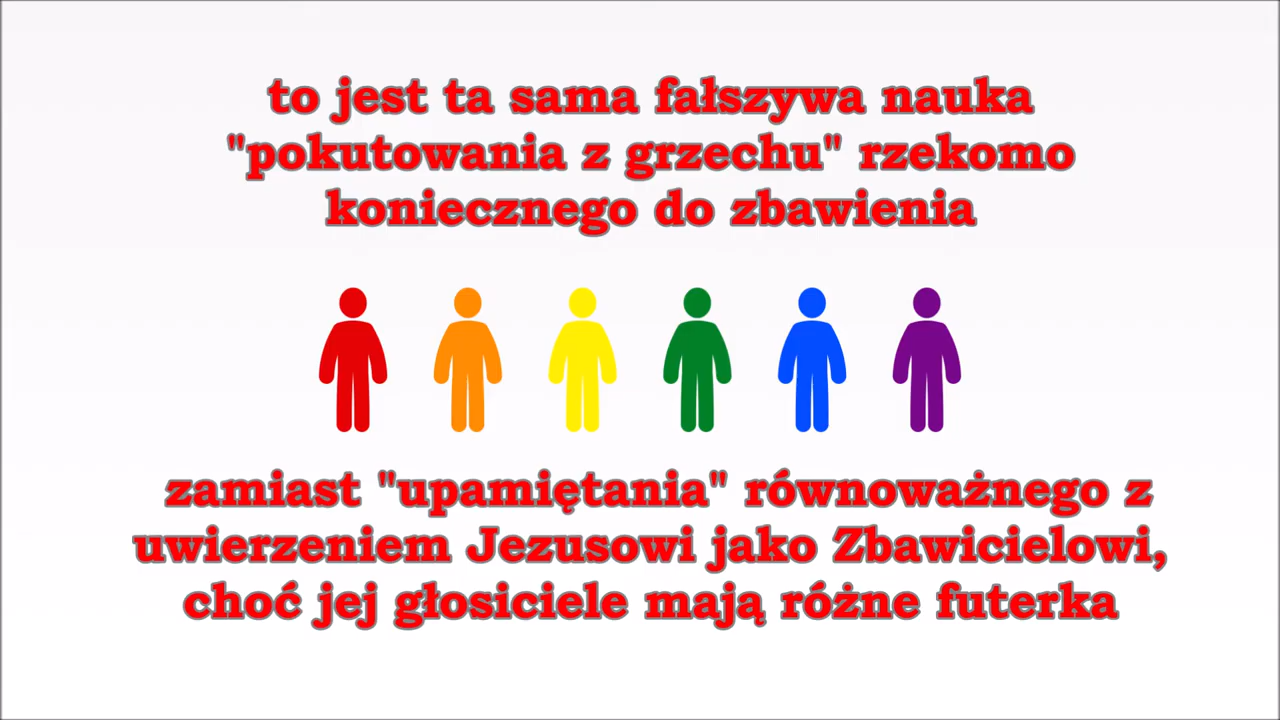 to jest ta sama fałszywa nauka
"pokutowania z grzechu" rzekomo
koniecznego do zbawienia
zamiast "upamiętania" równoważnego z
uwierzeniem Jezusowi jako Zbawicielowi,
choć jej głosiciele mają różne futerka